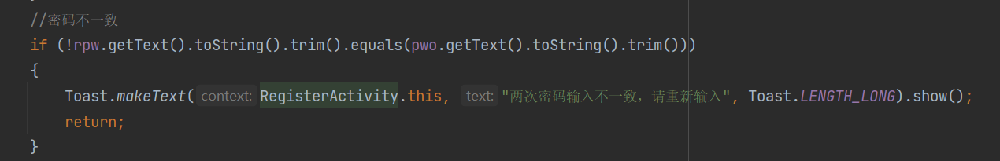 //密码不一致
if (!rpw.getText().toString().trim().equals(pwo.getText().toString().trim()))
{
Toast.makeText( context: RegisterActivity.this, text: "两次密码输入不一致，请重新输入", Toast.LENGTH_LONG).show();
return;
}